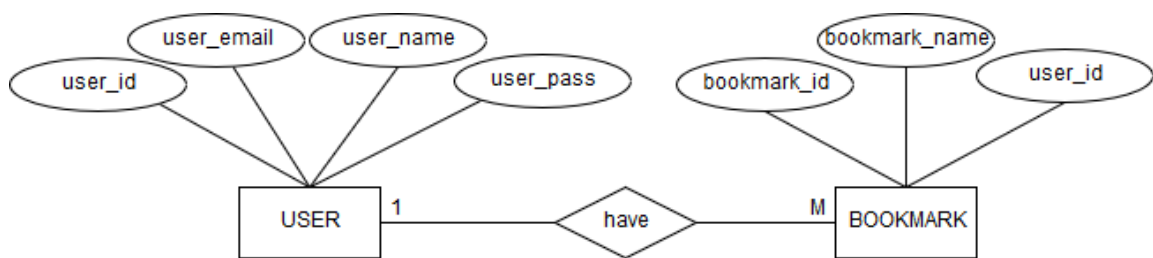 user_email
user_name
bookmark_name
user_id
user_pass
bookmark_id
user_id
USER
1
have
M
BOOKMARK